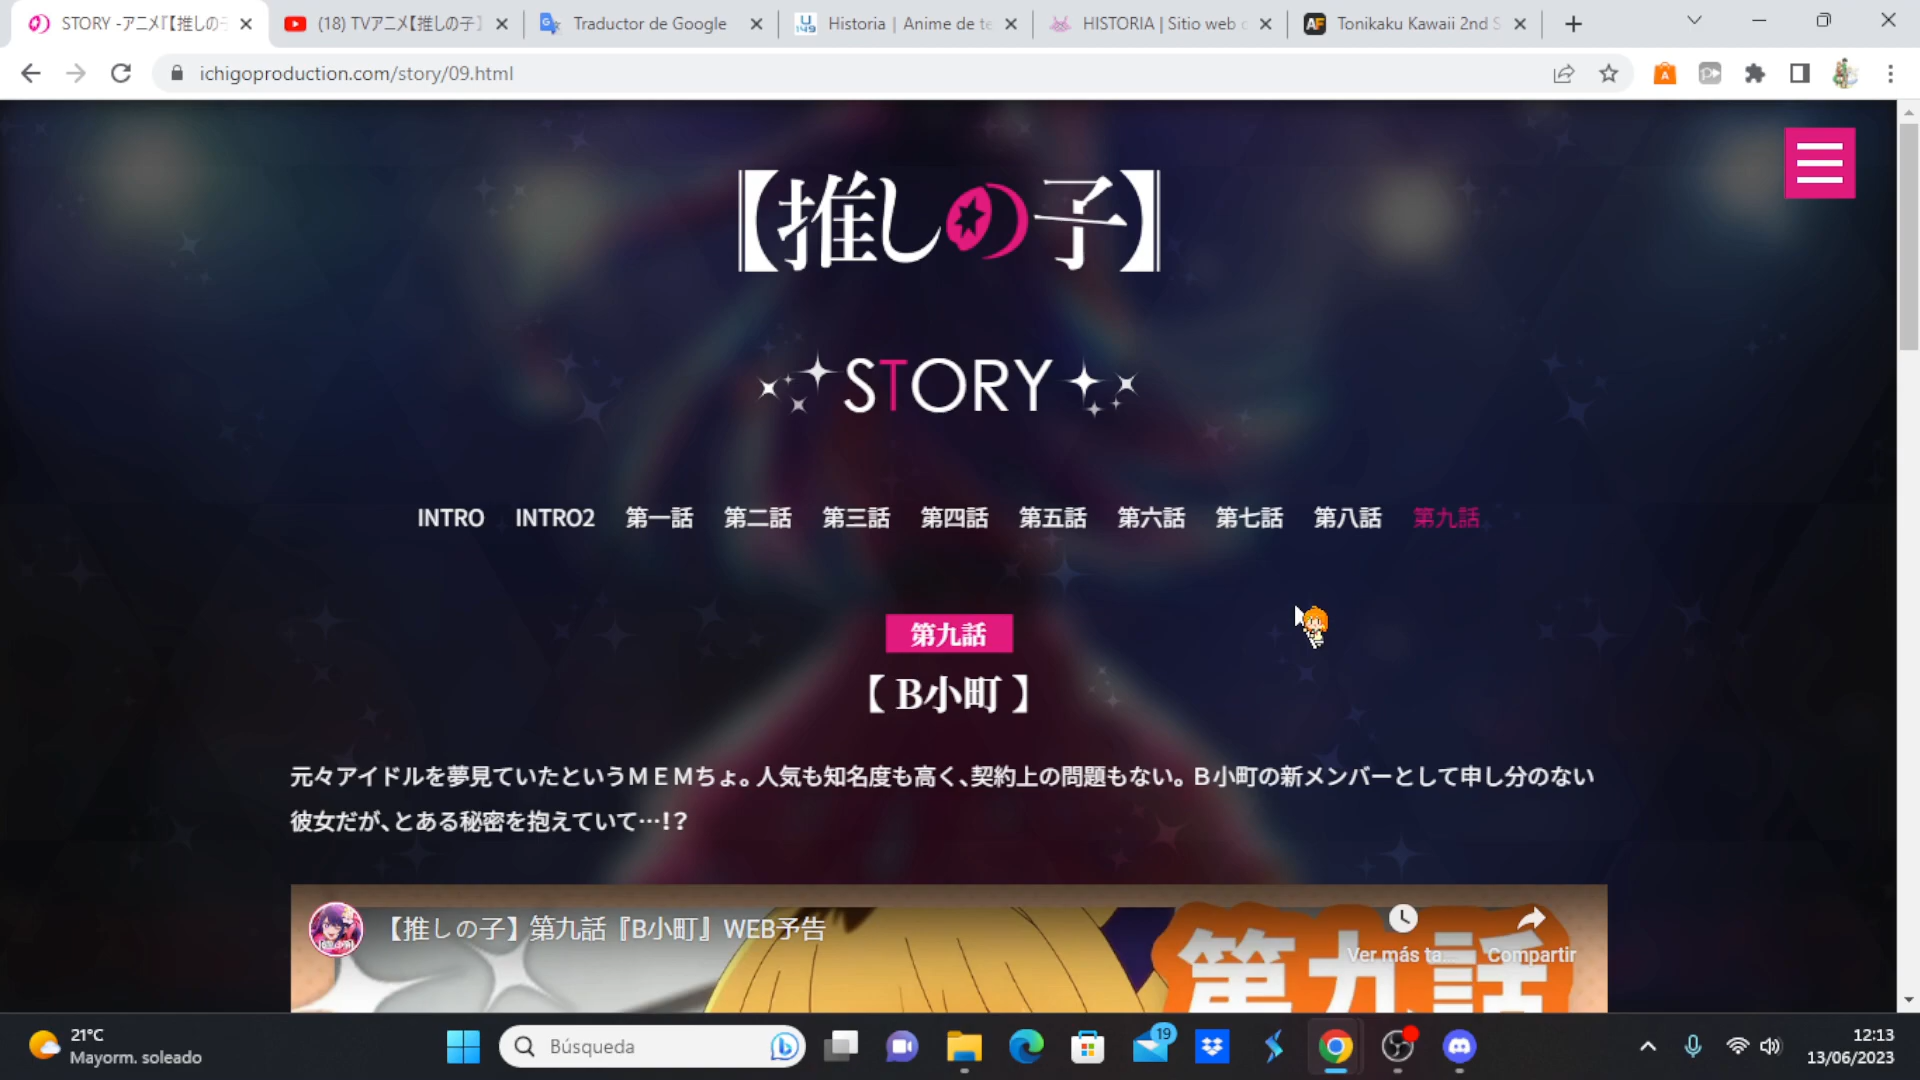 STORY -アニメ『【推しの子
(18) TVアニメ【推しの子】
Traductor de Google
Historia | Anime de te
HISTORIA | Sitio web
Tonikaku Kawaii 2nd S
ichigoproduction.com/story/09.html
【推しの子】
STORY
INTRO INTRO2 第一話 第二話 第三話 第四話 第五話 第六話 第七話 第八話 第九話
第九話
【 B小町 】
元々アイドルを夢見ていたというＭＥＭちょ。人気も知名度も高く、契約上の問題もない。Ｂ小町の新メンバーとして申し分のない
彼女だが、とある秘密を抱えていて…！？
【推しの子】第九話『B小町』WEB予告
Ver más ta...
Compartir
第九話
21°C
Mayorm. soleado
Búsqueda
19
12:13
13/06/2023